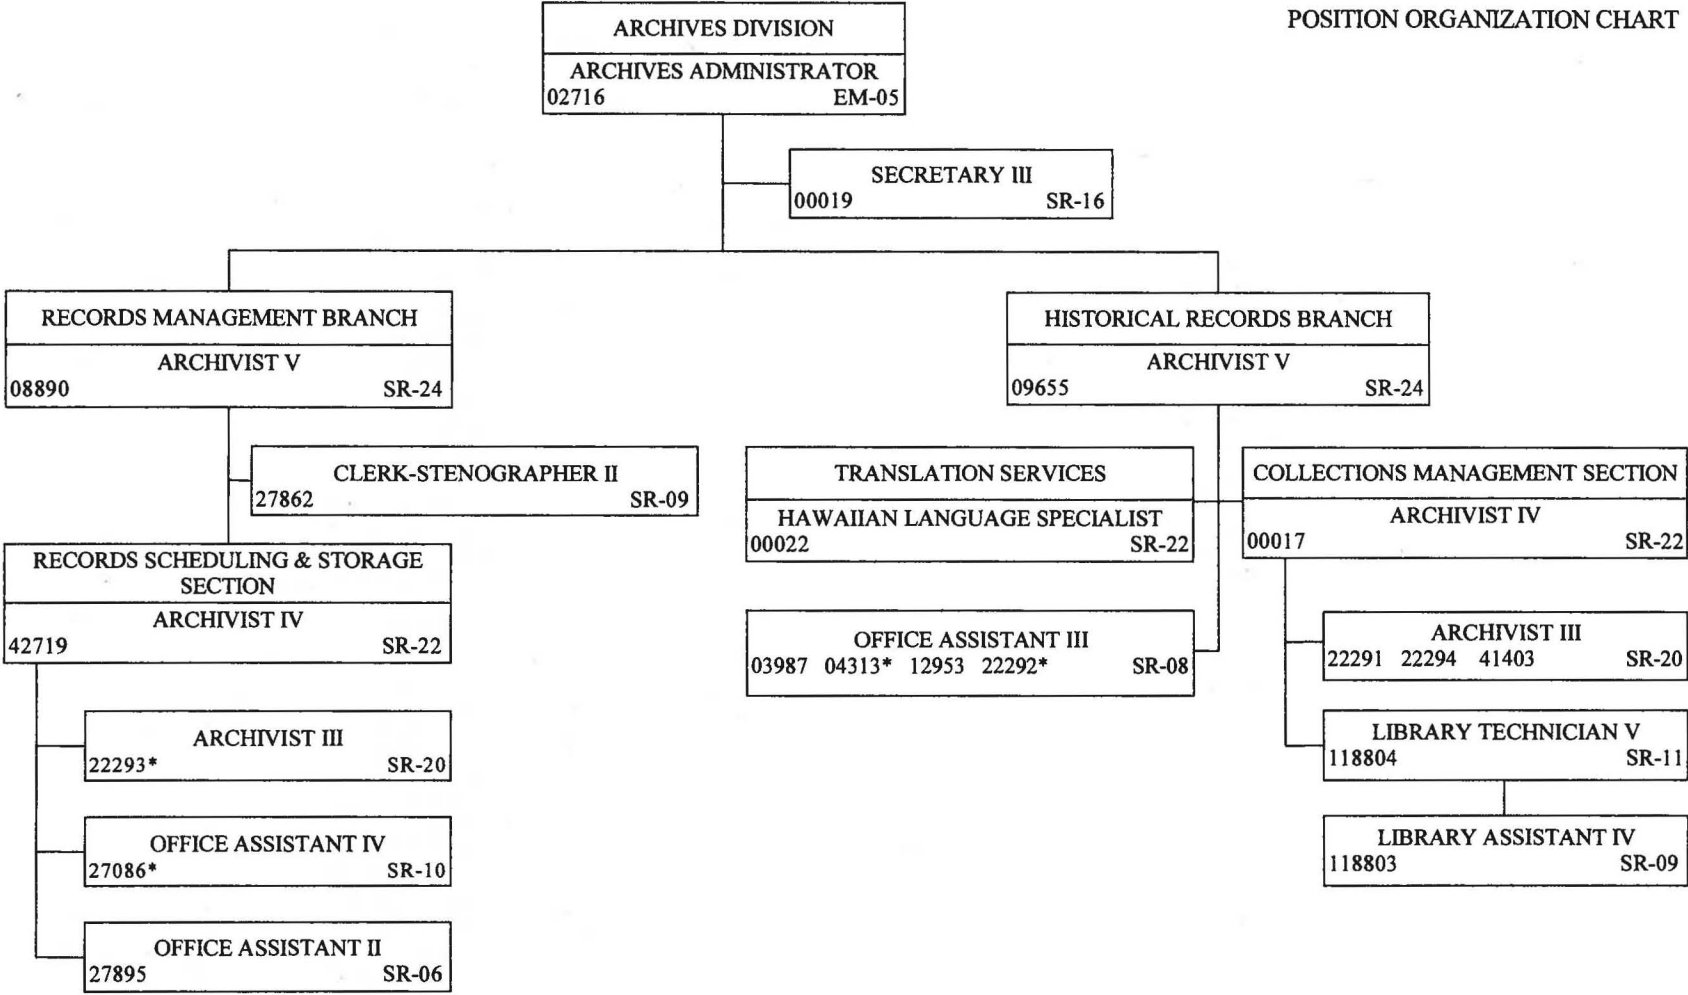 POSITION ORGANIZATION CHART
ARCHIVES DIVISION
ARCHIVES ADMINISTRATOR
02716 EM-05
SECRETARY III
00019 SR-16
RECORDS MANAGEMENT BRANCH
ARCHIVIST V
08890 SR-24
CLERK-STENOGRAPHER II
27862 SR-09
RECORDS SCHEDULING & STORAGE
SECTION
ARCHIVIST IV
42719 SR-22
ARCHIVIST III
22293* SR-20
OFFICE ASSISTANT IV
27086* SR-10
OFFICE ASSISTANT II
27895 SR-06
HISTORICAL RECORDS BRANCH
ARCHIVIST V
09655 SR-24
TRANSLATION SERVICES
HAWAIIAN LANGUAGE SPECIALIST
00022 SR-22
OFFICE ASSISTANT III
03987 04313* 12953 22292* SR-08
COLLECTIONS MANAGEMENT SECTION
ARCHIVIST IV
00017 SR-22
ARCHIVIST III
22291 22294 41403 SR-20
LIBRARY TECHNICIAN V
118804 SR-11
LIBRARY ASSISTANT IV
118803 SR-09